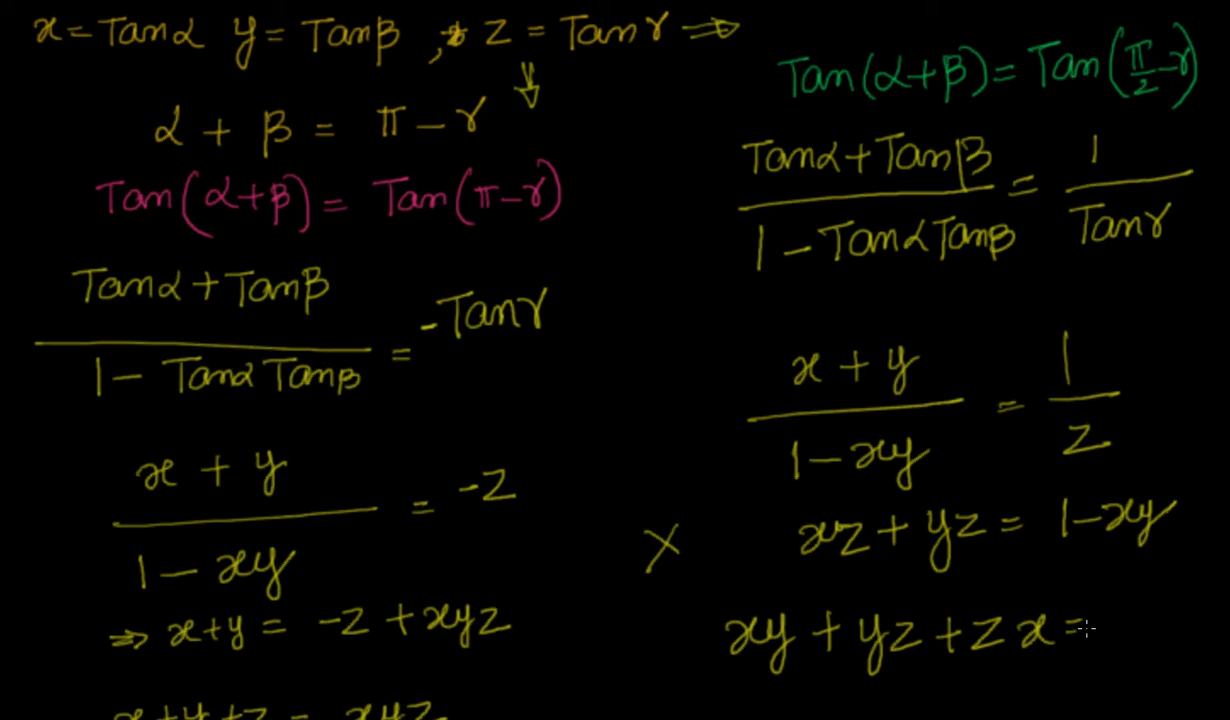 x = Tanα y = Tanβ , z = Tanγ ⇒
⇓
α + β = π − γ
Tan(α+β) = Tan(π−γ)
Tanα + Tanβ
1 − Tanα Tanβ
= -Tanγ
x + y
1 − xy
= -z
⇒ x+y = -z + xyz
x+y+z = xyz
Tan(α+β) = Tan(π/2 − γ)
Tanα + Tanβ
1 − Tanα Tanβ
= 1
Tanγ
x + y
1 − xy
= 1
z
X
xz + yz = 1 − xy
xy + yz + zx =